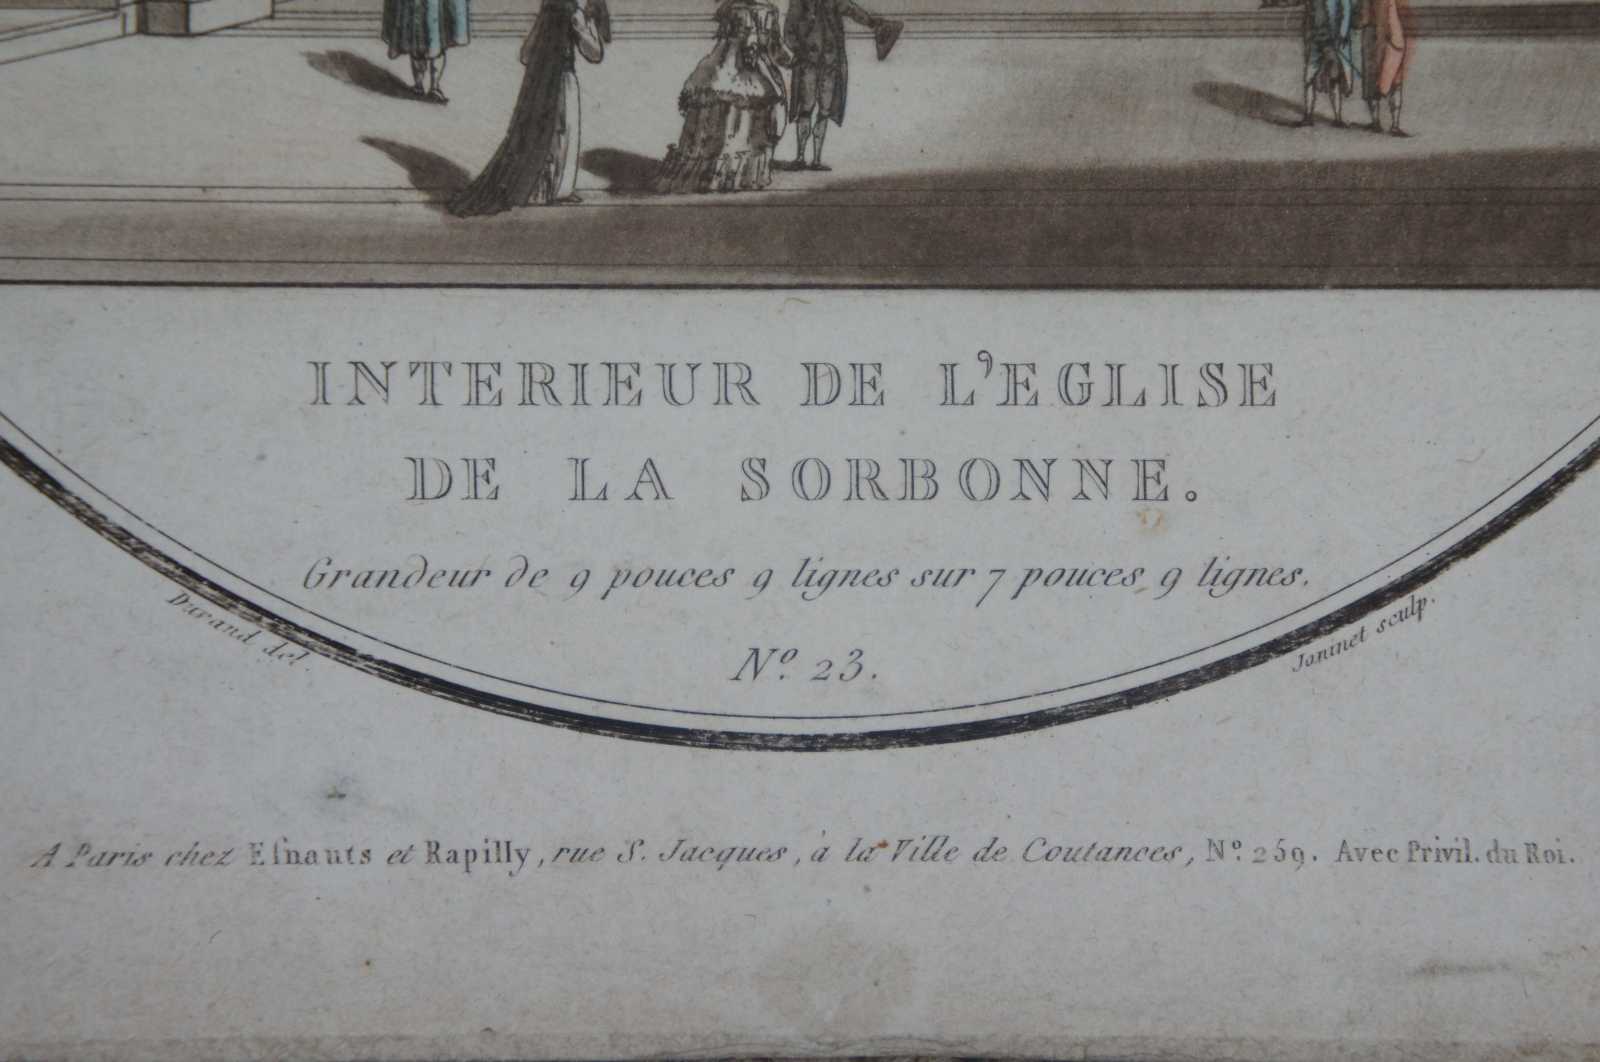 INTERIEUR DE L'EGLISE
DE LA SORBONNE.
Grandeur de 9 pouces 9 lignes sur 7 pouces 9 lignes.
Durand del.
Janinet sculp.
Nº. 23.
A Paris chez Esnauts et Rapilly, rue S. Jacques, à la Ville de Coutances, Nº. 259. Avec Privil. du Roi.